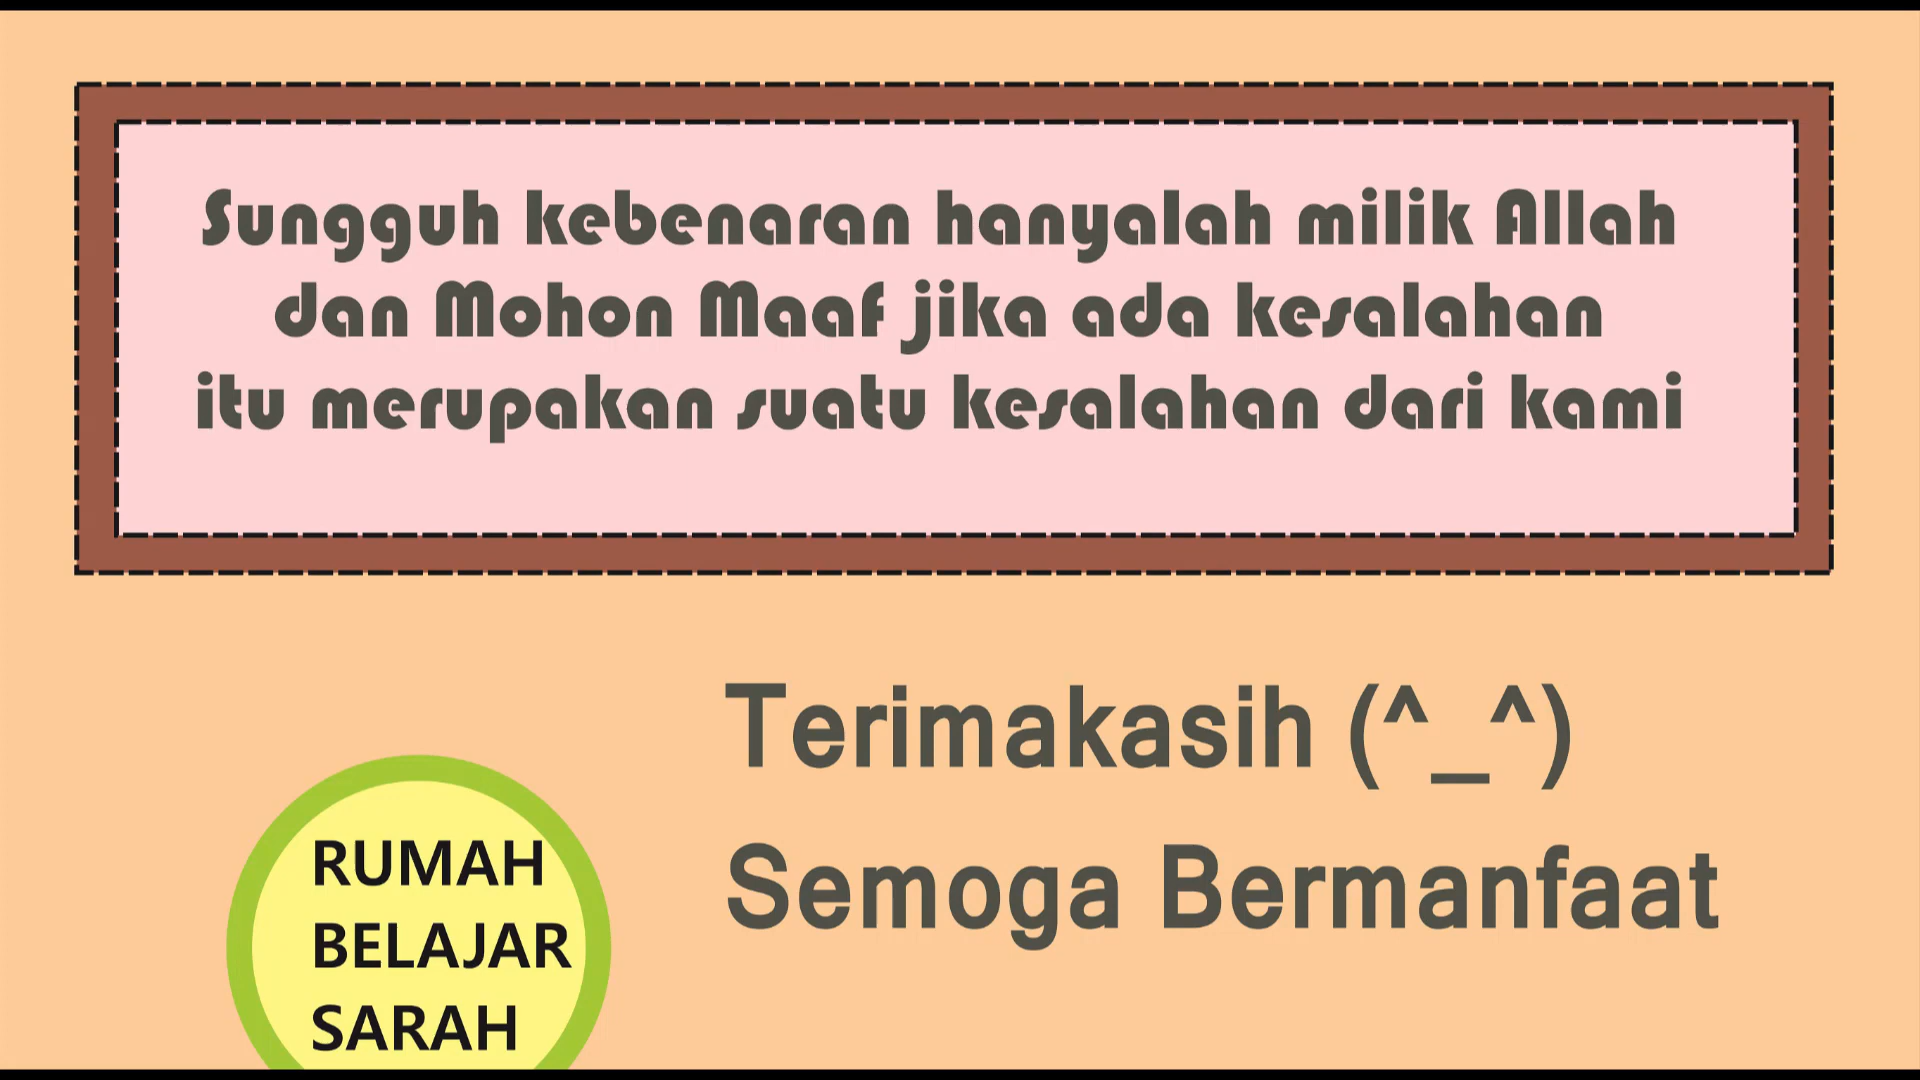 Sungguh kebenaran hanyalah milik Allah
dan Mohon Maaf jika ada kesalahan
itu merupakan suatu kesalahan dari kami
Terimakasih (^_^)
Semoga Bermanfaat
RUMAH
BELAJAR
SARAH